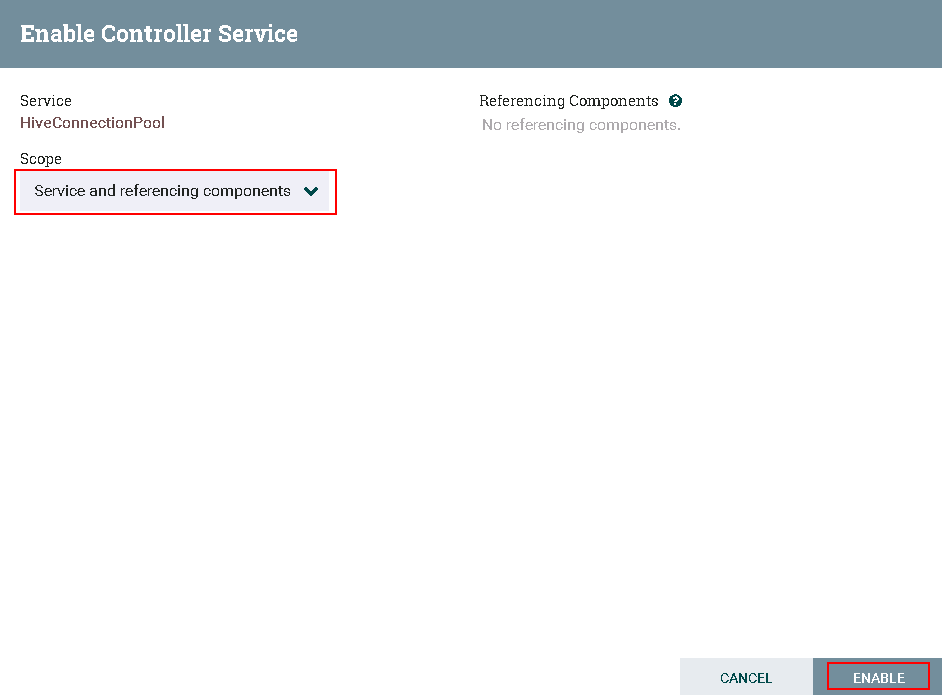 Enable Controller Service
Service
HiveConnectionPool
Scope
Service and referencing components
Referencing Components ?
No referencing components.
CANCEL
ENABLE